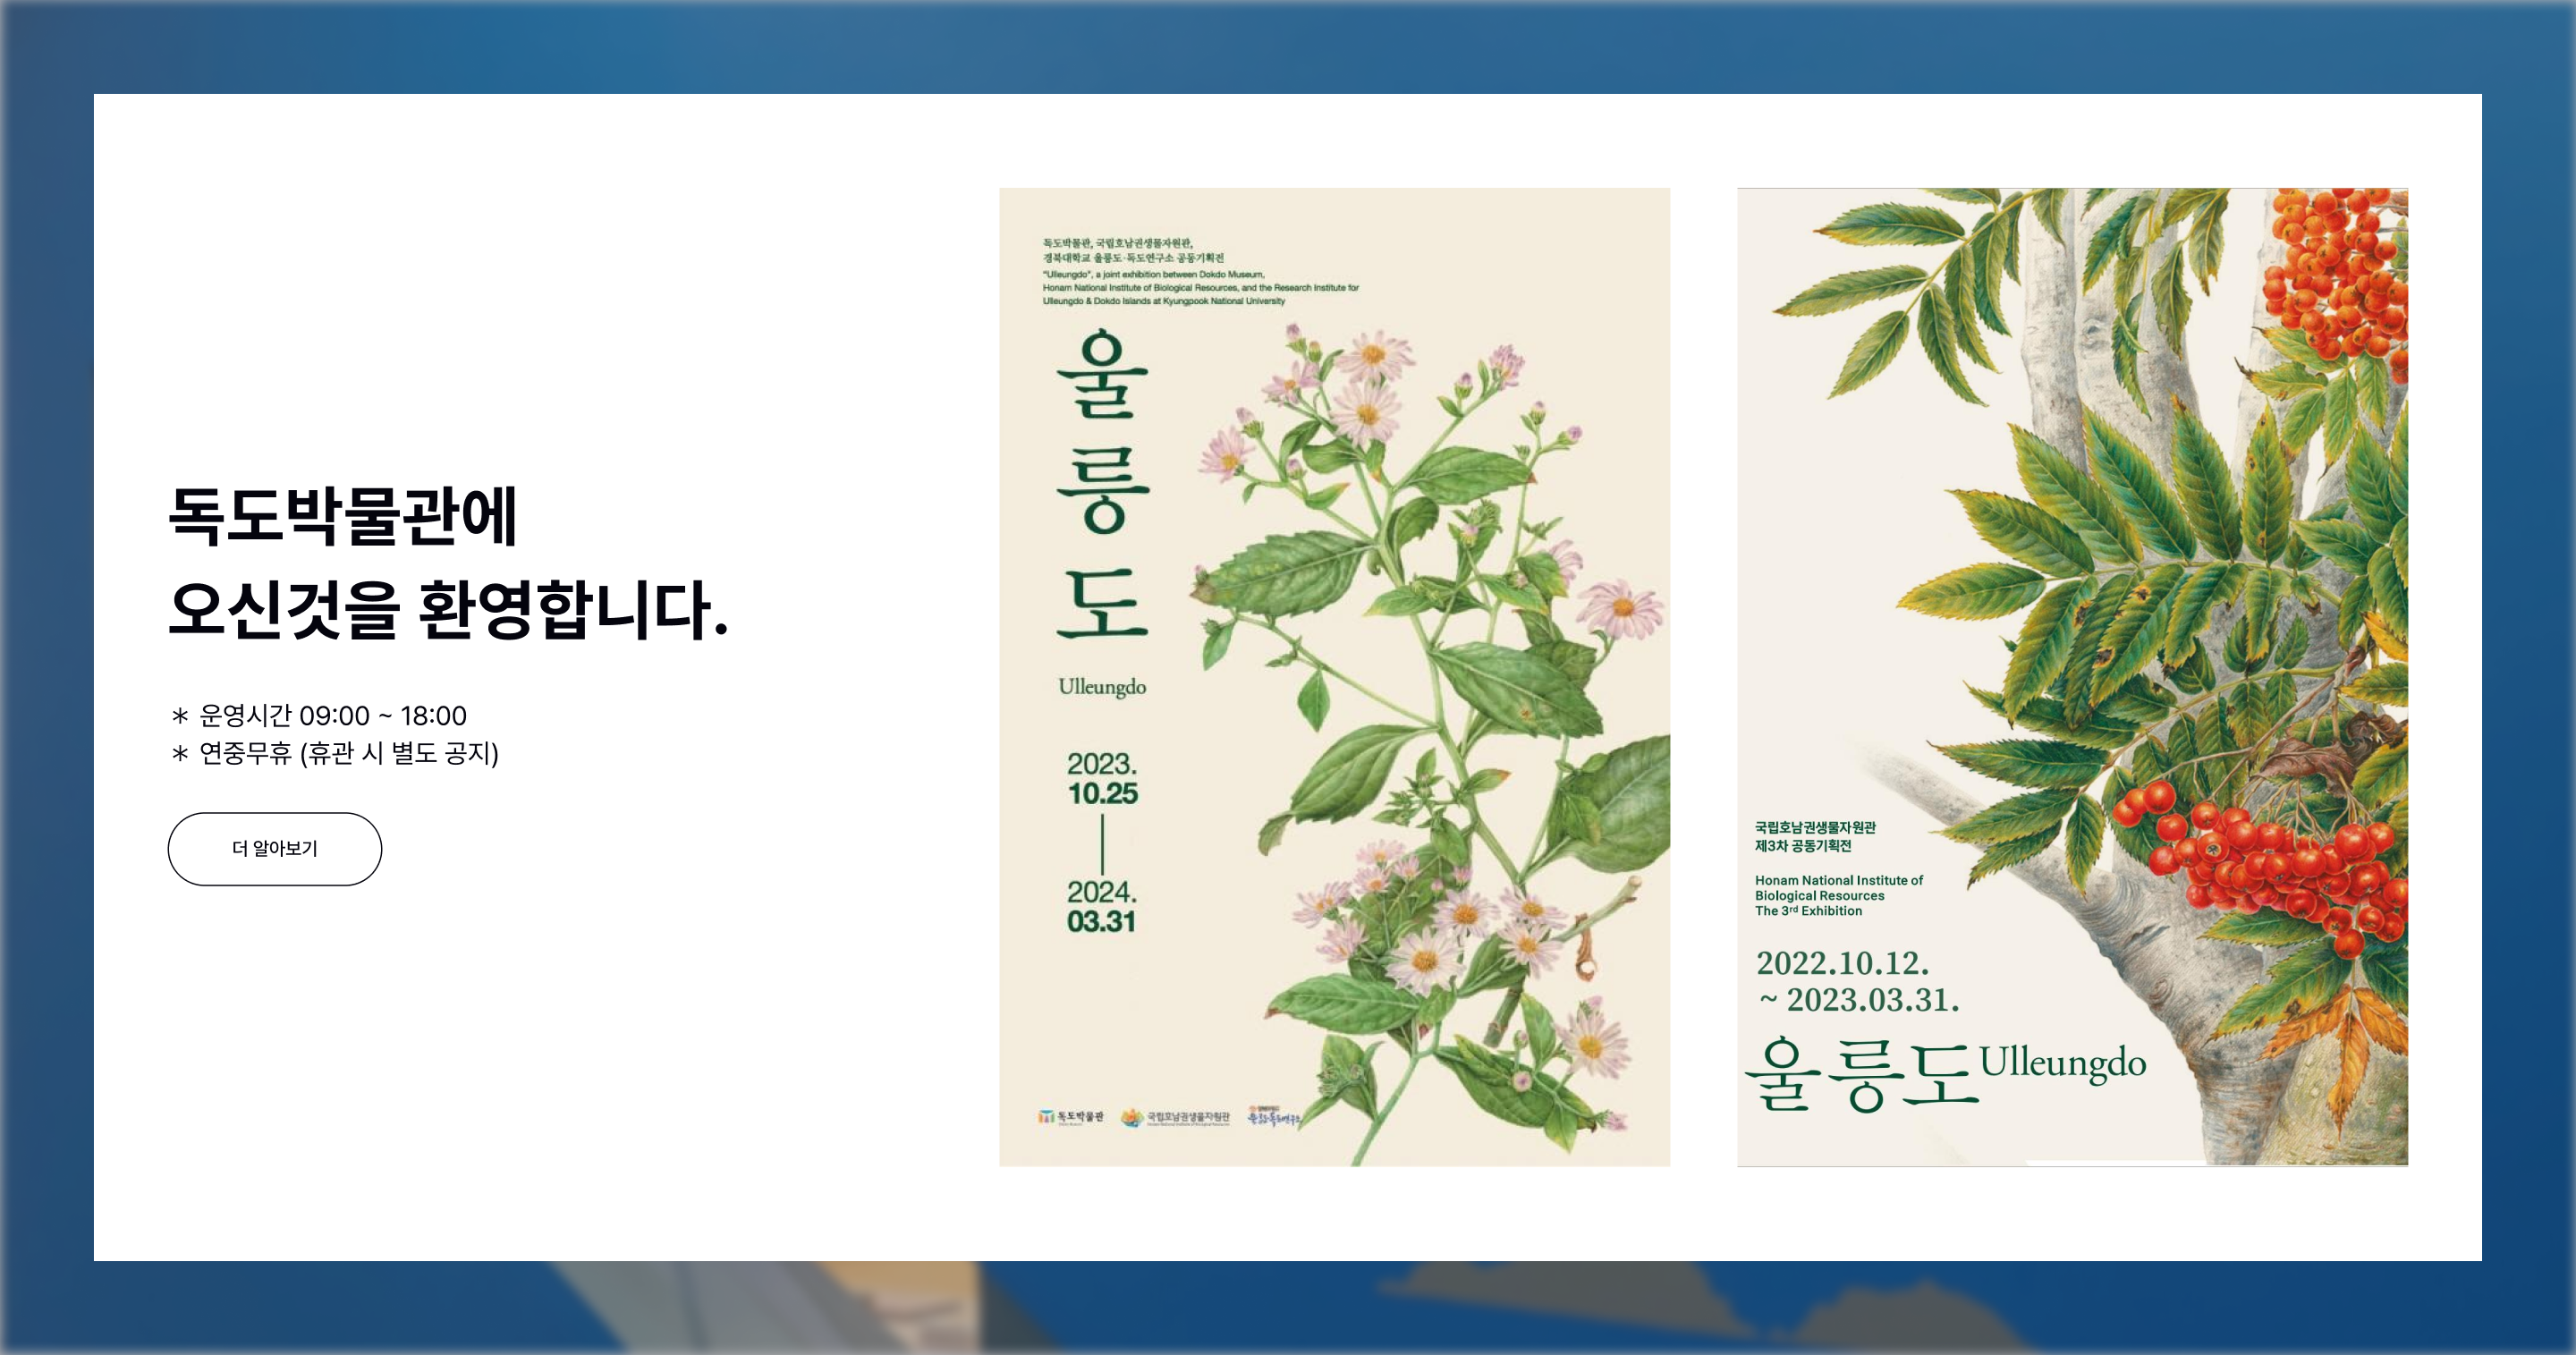 독도박물관에
오신것을 환영합니다.
* 운영시간 09:00 ~ 18:00
* 연중무휴 (휴관 시 별도 공지)
더 알아보기
독도박물관, 국립호남권생물자원관,
경북대학교 울릉도·독도연구소 공동기획전
"Ulleungdo", a joint exhibition between Dokdo Museum,
Honam National Institute of Biological Resources, and the Research Institute for
Ulleungdo & Dokdo Islands at Kyungpook National University
울
릉
도
Ulleungdo
2023.
10.25
2024.
03.31
독도박물관 국립호남권생물자원관
국립호남권생물자원관
제3차 공동기획전
Honam National Institute of
Biological Resources
The 3rd Exhibition
2022.10.12.
~ 2023.03.31.
울릉도 Ulleungdo